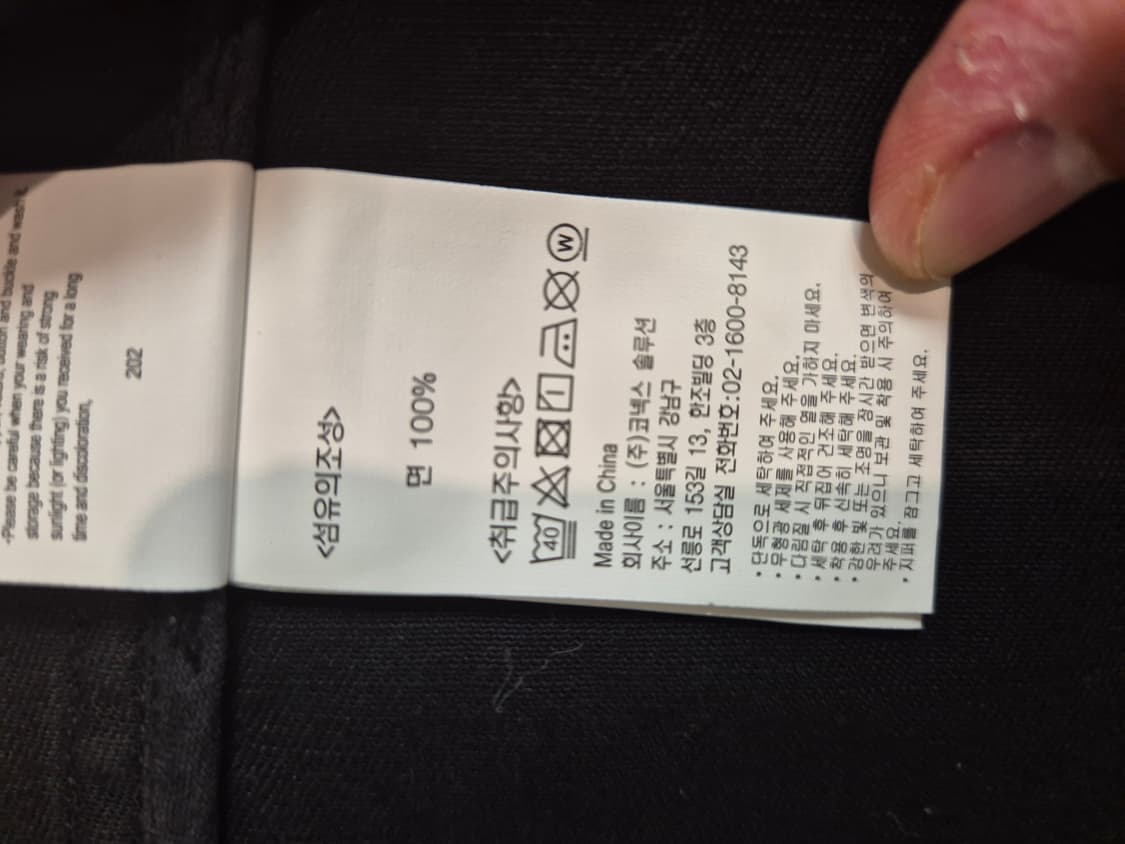 button and buckle and wash it.
-Please be careful when your wearing and
storage because there is a risk of strong
sunlight (or lighting) you received for a long
time and discoloration,
202
<섬유의조성>
면 100%
<취급주의사항>
40 W
Made in China
회사이름 : (주)코넥스 솔루션
주소 : 서울특별시 강남구
선릉로 153길 13, 한조빌딩 3층
고객상담실 전화번호:02-1600-8143
• 단독으로 세탁하여 주세요.
• 무형광 세제를 사용해 주세요.
• 다림질 시 직접적인 열을 가하지 마세요.
• 세탁 후 뒤집어 건조해 주세요.
• 착용 후 신속히 세탁해 주세요.
• 강한 빛 또는 조명을 장시간 받으면 변색의
우려가 있으니 보관 및 착용 시 주의하여
주세요.
• 지퍼를 잠그고 세탁하여 주세요.